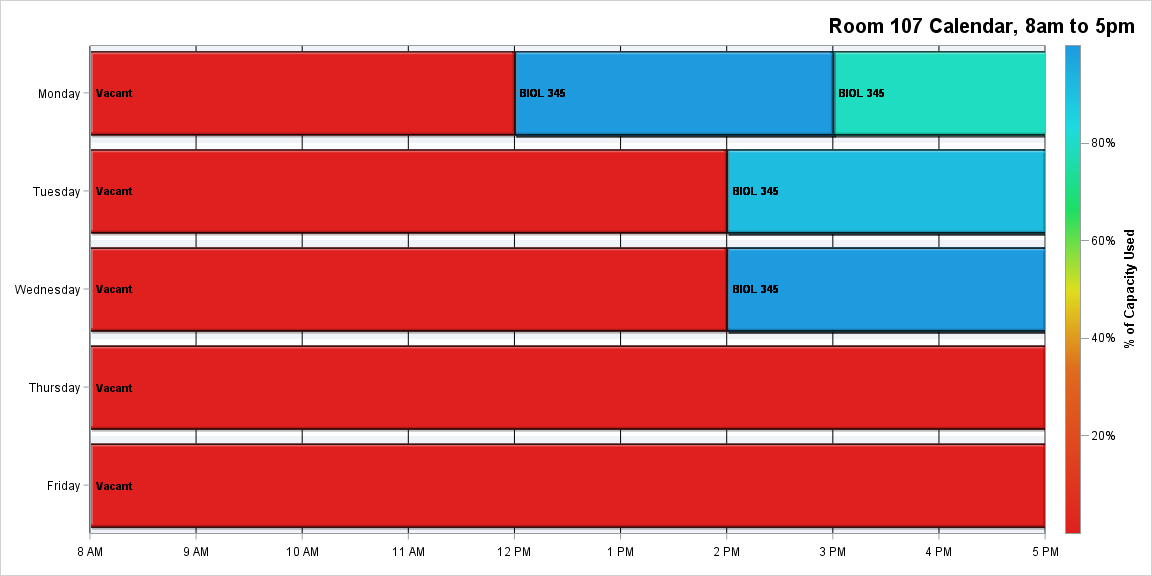 Room 107 Calendar, 8am to 5pm
Monday
Vacant
BIOL 345
BIOL 345
Tuesday
Vacant
BIOL 345
Wednesday
Vacant
BIOL 345
Thursday
Vacant
Friday
Vacant
8 AM
9 AM
10 AM
11 AM
12 PM
1 PM
2 PM
3 PM
4 PM
5 PM
80%
60%
40%
20%
% of Capacity Used